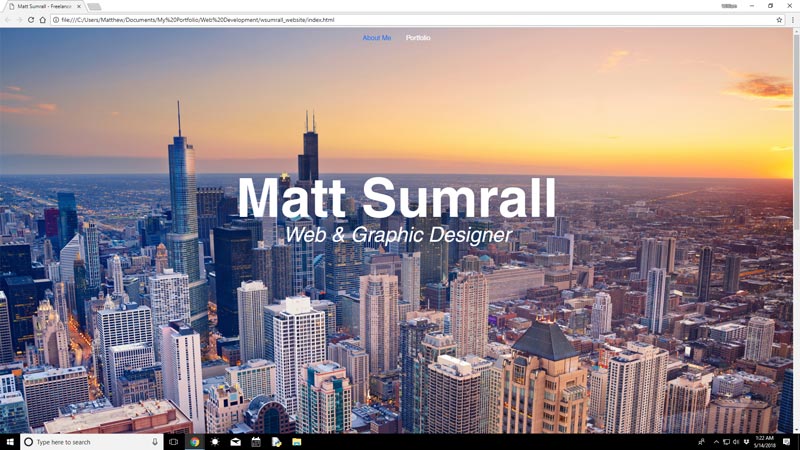 Matt Sumrall - Freelance
file:///C:/Users/Matthew/Documents/My%20Portfolio/Web%20Development/wsumrall_website/index.html
About Me Portfolio
Matt Sumrall
Web & Graphic Designer
Type here to search
1:22 AM
5/14/2018